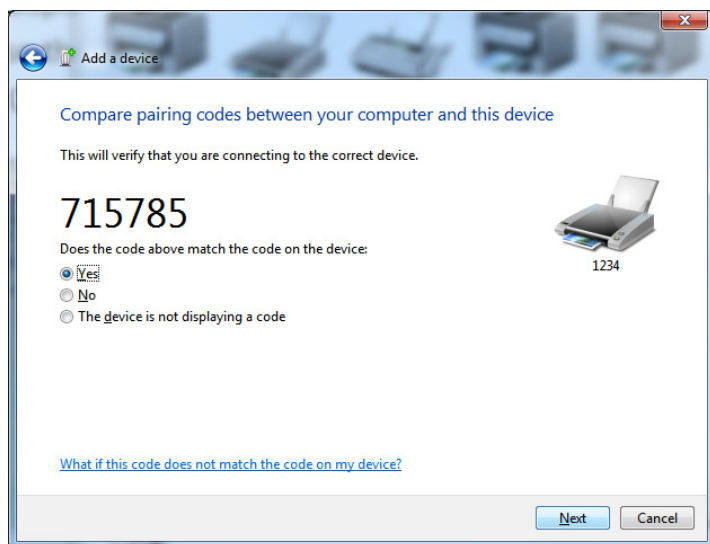 Add a device
Compare pairing codes between your computer and this device
This will verify that you are connecting to the correct device.
715785
Does the code above match the code on the device:
1234
Yes
No
The device is not displaying a code
What if this code does not match the code on my device?
Next Cancel